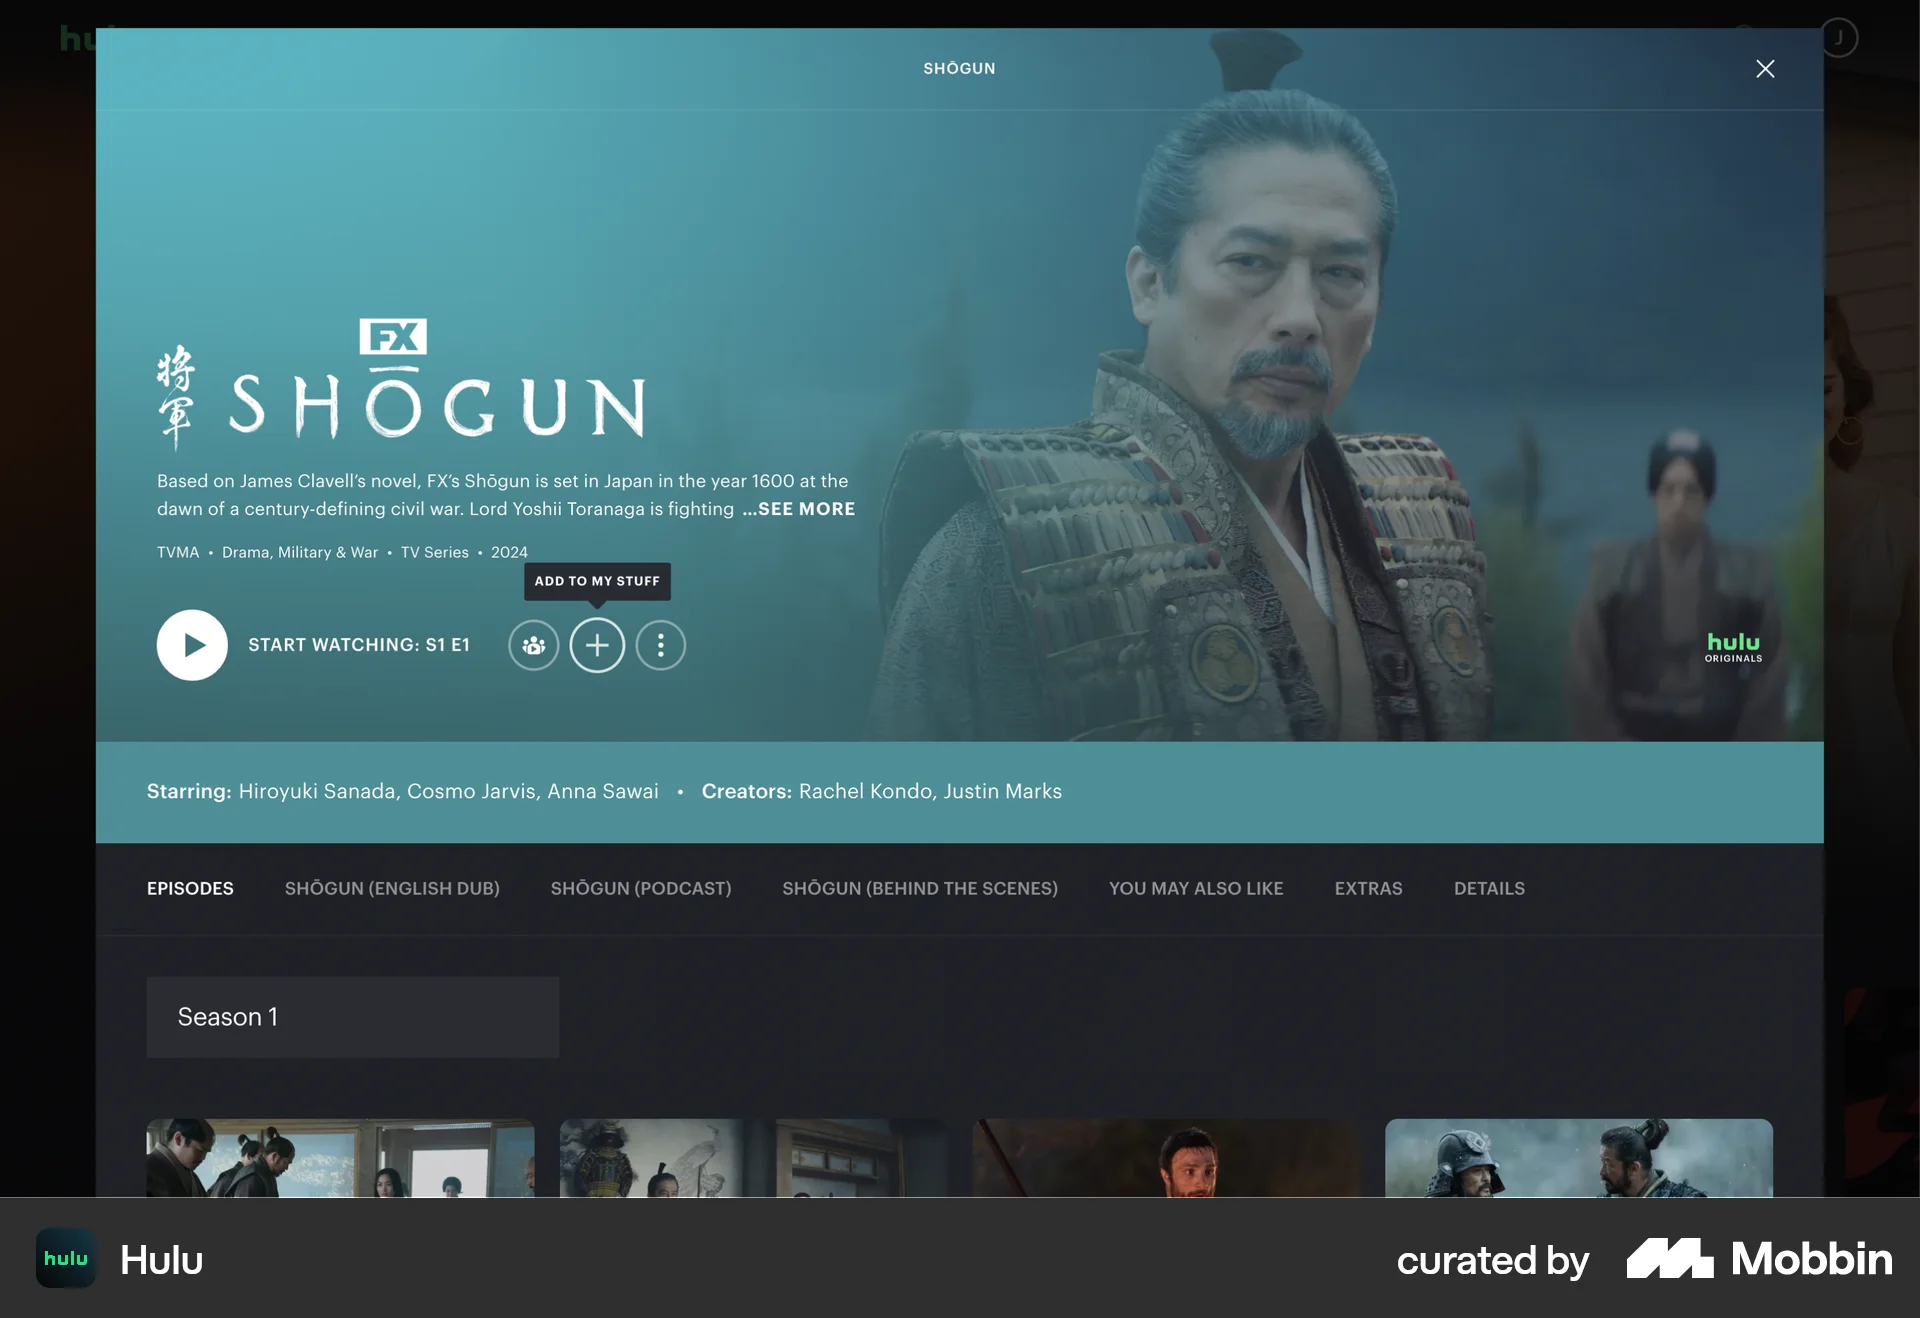 hu
J
SHŌGUN
FX
将軍
SHŌGUN
Based on James Clavell’s novel, FX’s Shōgun is set in Japan in the year 1600 at the
dawn of a century-defining civil war. Lord Yoshii Toranaga is fighting ...SEE MORE
TVMA • Drama, Military & War • TV Series • 2024
ADD TO MY STUFF
START WATCHING: S1 E1
hulu
ORIGINALS
Starring: Hiroyuki Sanada, Cosmo Jarvis, Anna Sawai • Creators: Rachel Kondo, Justin Marks
EPISODES SHŌGUN (ENGLISH DUB) SHŌGUN (PODCAST) SHŌGUN (BEHIND THE SCENES) YOU MAY ALSO LIKE EXTRAS DETAILS
Season 1
hulu Hulu curated by Mobbin